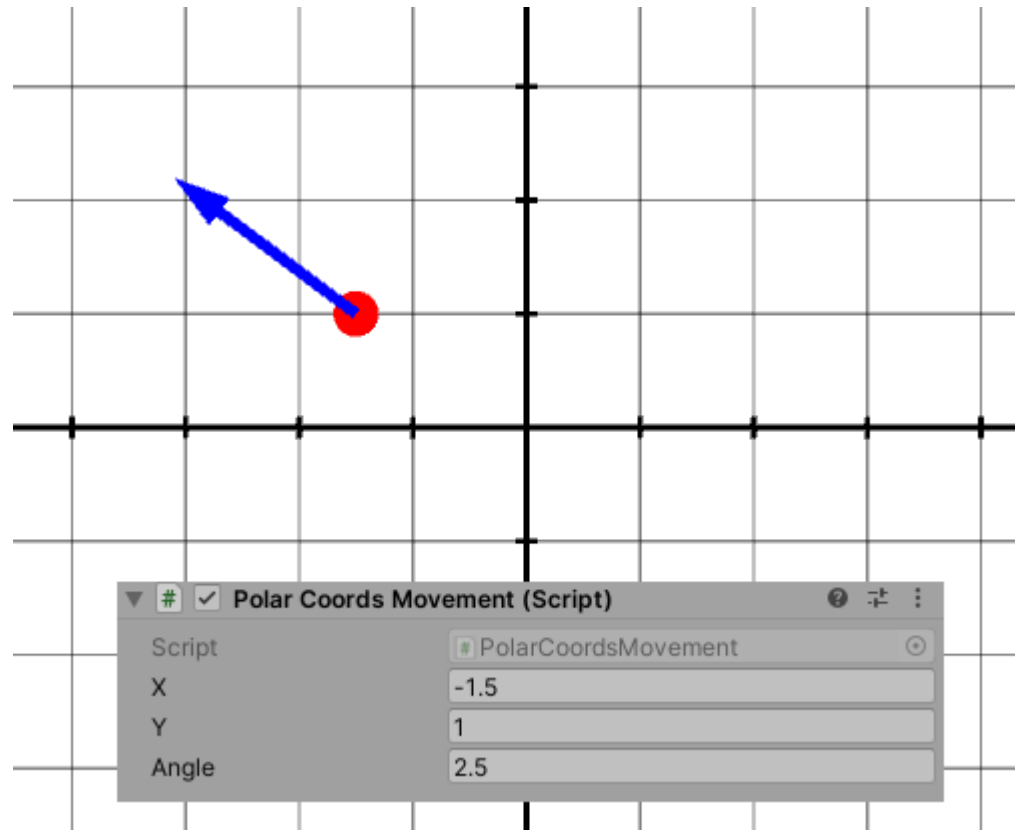 Polar Coords Movement (Script)
Script PolarCoordsMovement
X -1.5
Y 1
Angle 2.5